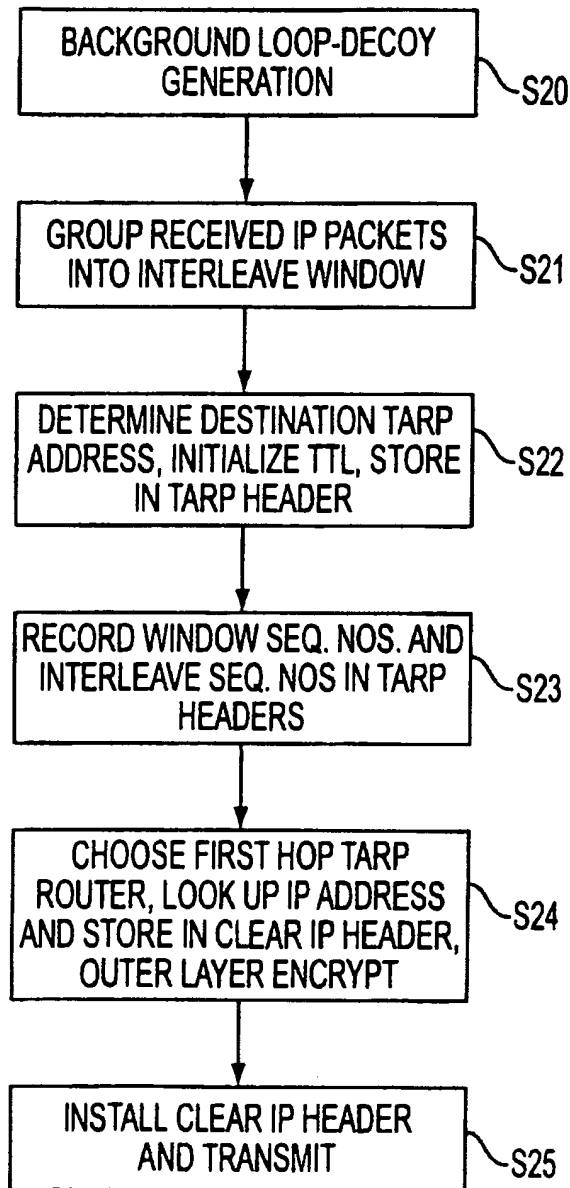 BACKGROUND LOOP-DECOY
GENERATION
S20
GROUP RECEIVED IP PACKETS
INTO INTERLEAVE WINDOW
S21
DETERMINE DESTINATION TARP
ADDRESS, INITIALIZE TTL, STORE
IN TARP HEADER
S22
RECORD WINDOW SEQ. NOS. AND
INTERLEAVE SEQ. NOS IN TARP
HEADERS
S23
CHOOSE FIRST HOP TARP
ROUTER, LOOK UP IP ADDRESS
AND STORE IN CLEAR IP HEADER,
OUTER LAYER ENCRYPT
S24
INSTALL CLEAR IP HEADER
AND TRANSMIT
S25